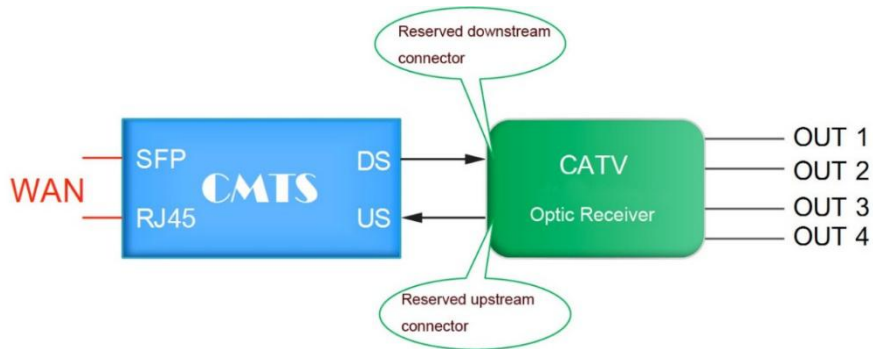 Reserved downstream
connector
WAN
SFP
RJ45
CMTS
DS
US
CATV
Optic Receiver
OUT 1
OUT 2
OUT 3
OUT 4
Reserved upstream
connector